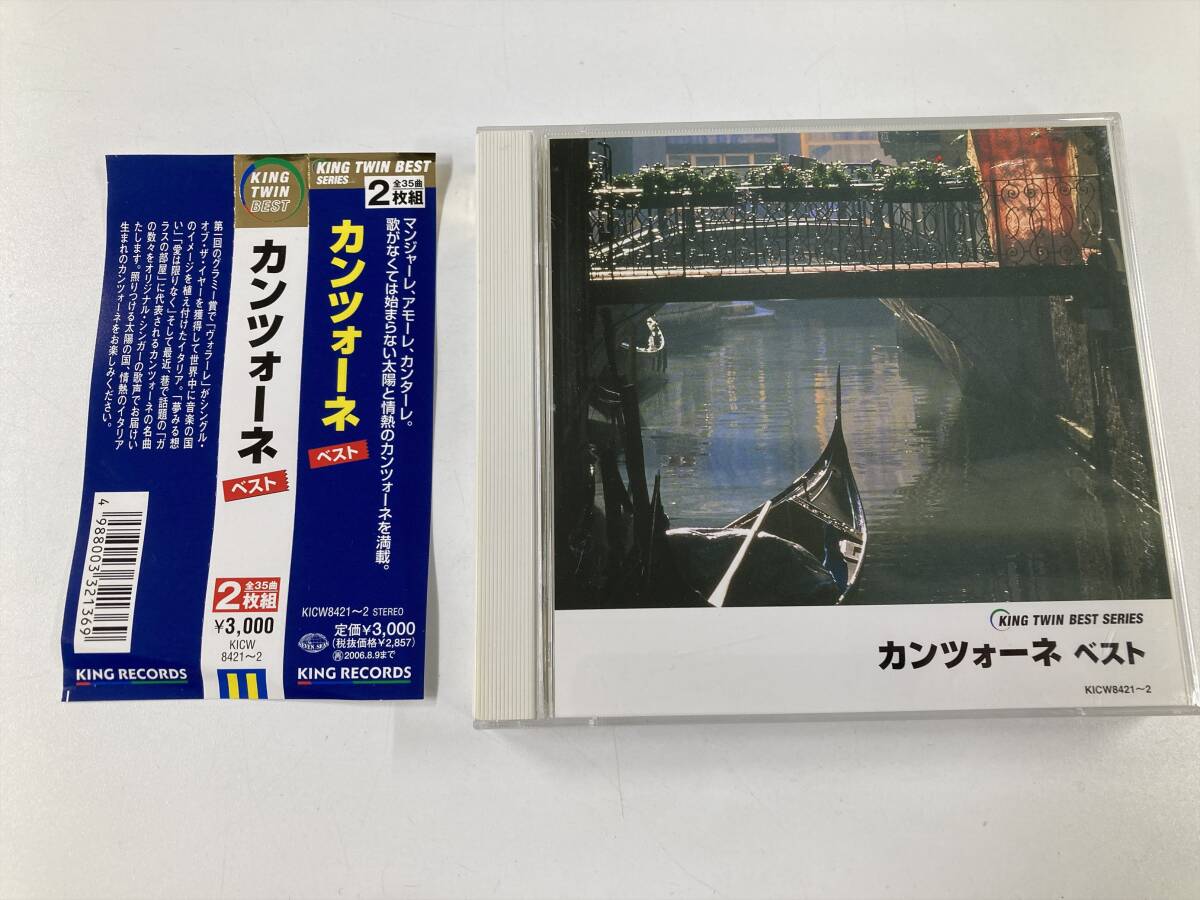 第一回のグラミー賞で「ヴォラーレ」がシングル・
オブ・ザ・イヤーを獲得して世界中に音楽の国
のイメージを植え付けたイタリア。「夢みる想
い」「愛は限りなく」そして最近、巷で話題の「ガ
ラスの部屋」に代表されるカンツォーネの名曲
の数々をオリジナル・シンガーの歌声でお届けい
たします。照りつける太陽の国、情熱のイタリア
生まれのカンツォーネをお楽しみください。
4 988003 321369
KING RECORDS
KING
TWIN
BEST
カンツォーネ
ベスト
全35曲
2枚組
¥3,000
KICW
8421〜2
KING TWIN BEST
SERIES
全35曲
2枚組
カンツォーネ
ベスト
マンジャーレ、アモーレ、カンターレ。
歌がなくては始まらない太陽と情熱のカンツォーネを満載。
KICW8421〜2 STEREO
SEVEN SEAS
定価¥3,000
(税抜価格¥2,857)
再2006.8.9まで
KING RECORDS
KING TWIN BEST SERIES
カンツォーネ ベスト
KICW8421〜2